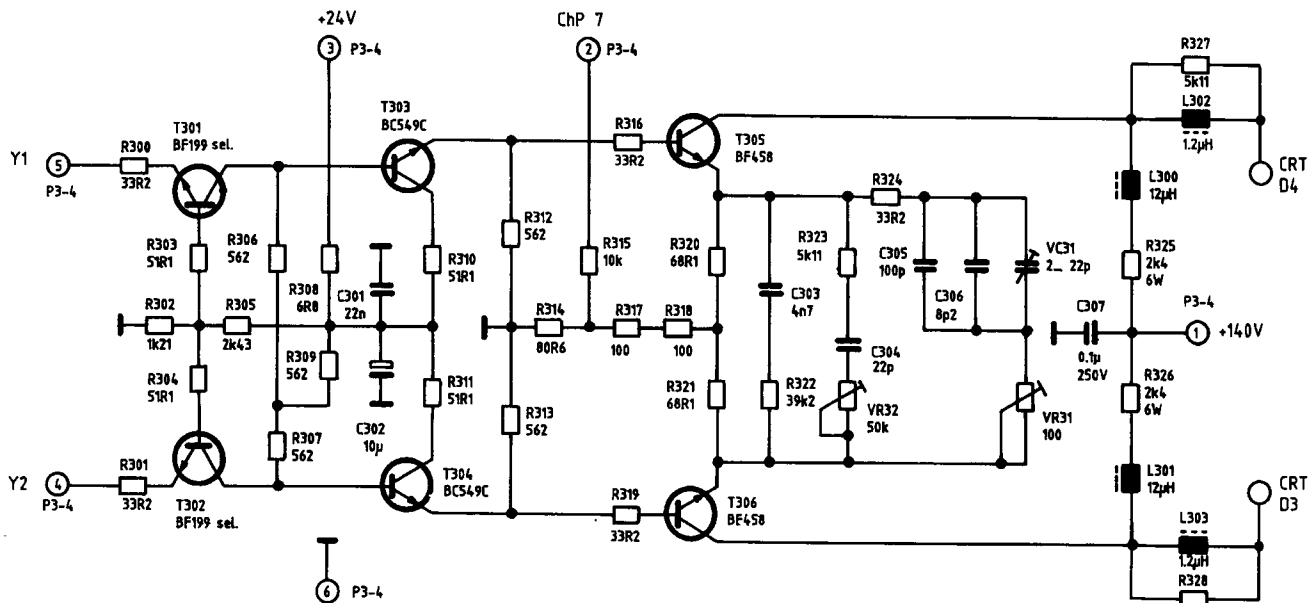 +24V
3 P3-4
ChP 7
2 P3-4
R327
5k11
L302
1.2µH
CRT
D4
T303
BC549C
R316
33R2
T305
BF458
T301
BF199 sel.
R300
33R2
Y1
5
P3-4
L300
12µH
R324
33R2
R303
51R1
R306
562
R308
6R8
C301
22n
R310
51R1
R312
562
R315
10k
R320
68R1
C303
4n7
R323
5k11
C305
100p
C306
8p2
VC31
2... 22p
R325
2k4
6W
R302
1k21
R305
2k43
R314
80R6
R317
100
R318
100
C307
0.1µ
250V
P3-4
1 +140V
R309
562
C304
22p
R304
51R1
R311
51R1
R321
68R1
R322
39k2
VR32
50k
VR31
100
R326
2k4
6W
R307
562
C302
10µ
R313
562
Y2
4
P3-4
R301
33R2
T302
BF199 sel.
T304
BC549C
R319
33R2
T306
BF458
L301
12µH
CRT
D3
L303
1.2µH
R328
6 P3-4